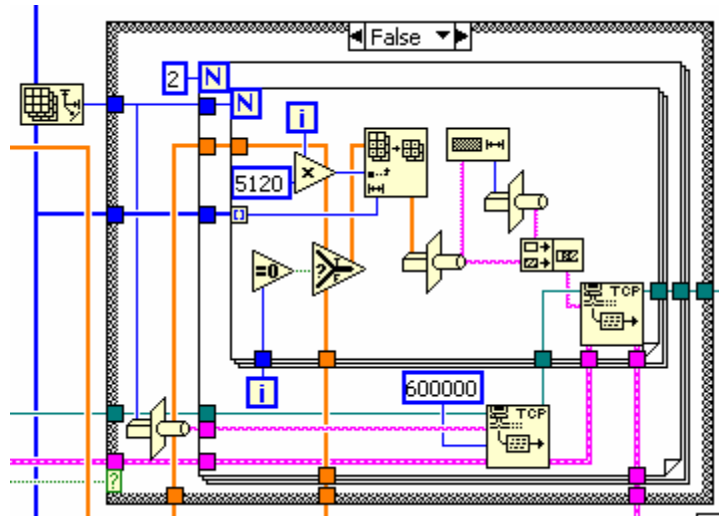 False
2 N
N
i
5120 x
=0 ?
T
F
TCP
i
600000
TCP
?